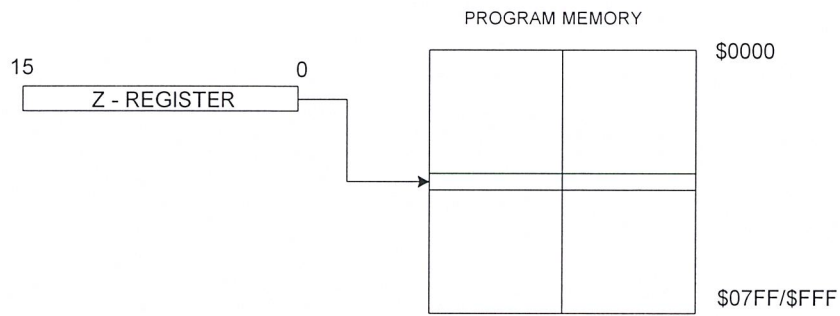 PROGRAM MEMORY
$0000
15
0
Z - REGISTER
$07FF/$FFF